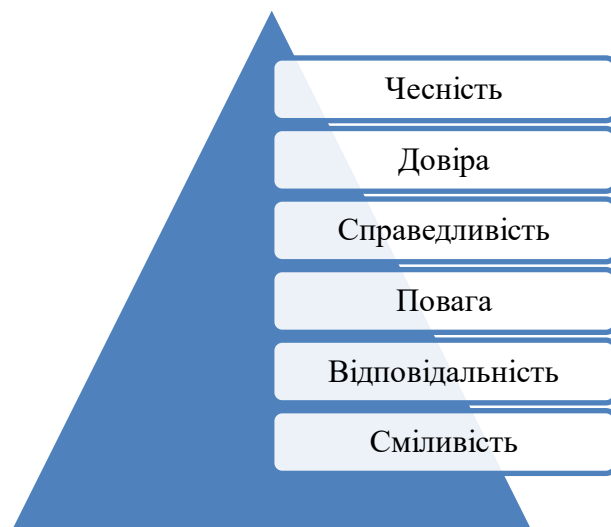 Чесність
Довіра
Справедливість
Повага
Відповідальність
Сміливість